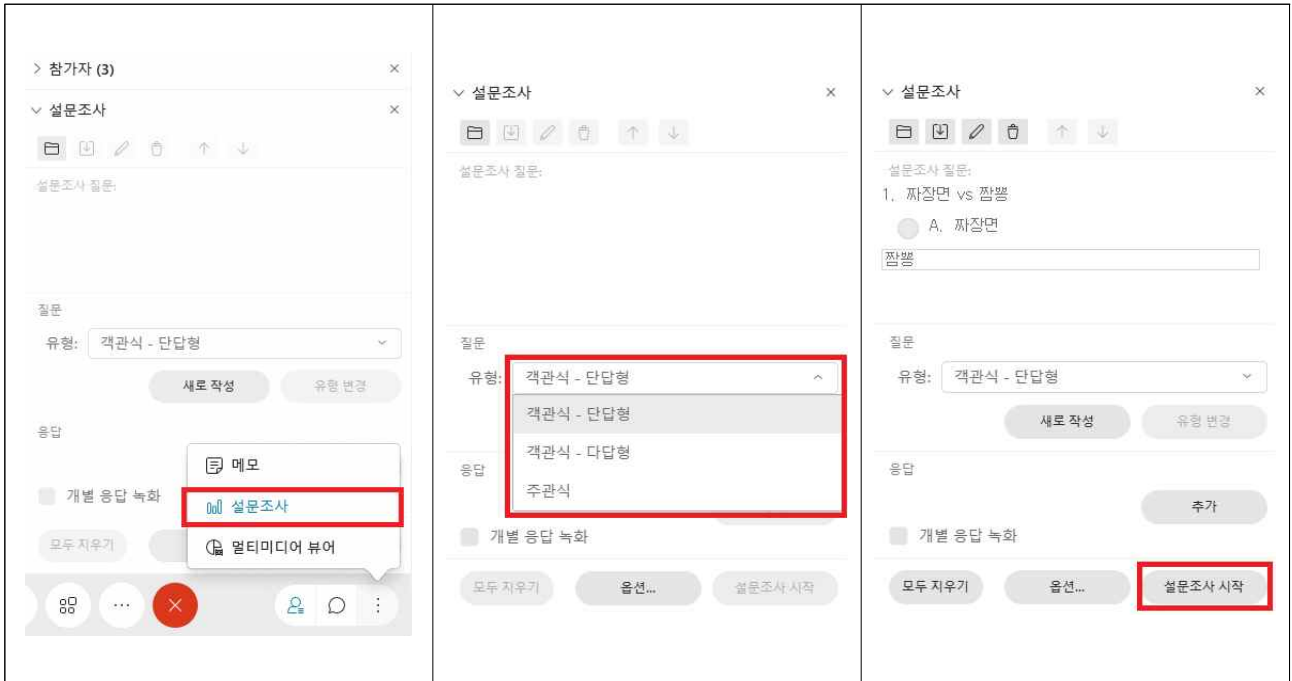 참가자 (3)
설문조사
설문조사 질문:
질문
유형: 객관식 - 단답형
새로 작성 유형 변경
응답
메모
개별 응답 녹화
설문조사
모두 지우기
멀티미디어 뷰어
설문조사
설문조사 질문:
질문
유형: 객관식 - 단답형
객관식 - 단답형
객관식 - 다답형
응답
주관식
개별 응답 녹화
모두 지우기 옵션... 설문조사 시작
설문조사
설문조사 질문:
1. 짜장면 vs 짬뽕
A. 짜장면
짬뽕
질문
유형: 객관식 - 단답형
새로 작성 유형 변경
응답
추가
개별 응답 녹화
모두 지우기 옵션... 설문조사 시작